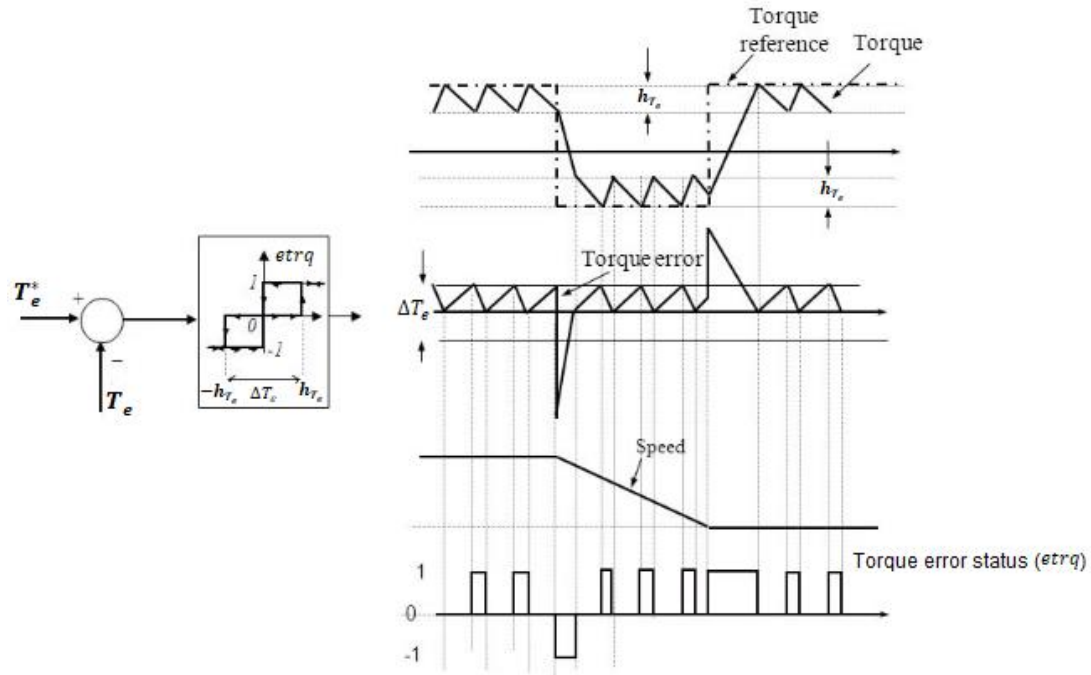 Torque
reference
Torque
h_{T_e}
h_{T_e}
Torque error
ΔT_e
etrq
1
0
-1
T_e^*
+
−
T_e
-h_{T_e} ΔT_e h_{T_e}
Speed
Torque error status (etrq)
1
0
-1